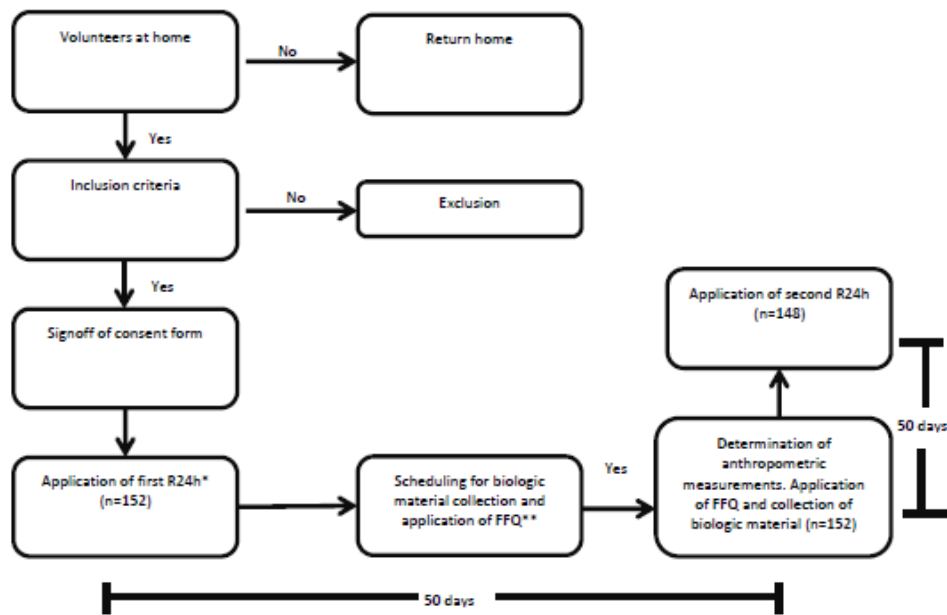 Volunteers at home
No
Return home
Yes
Inclusion criteria
No
Exclusion
Yes
Signoff of consent form
Application of second R24h
(n=148)
50 days
Application of first R24h*
(n=152)
Scheduling for biologic
material collection and
application of FFQ**
Yes
Determination of
anthropometric
measurements. Application
of FFQ and collection of
biologic material (n=152)
50 days